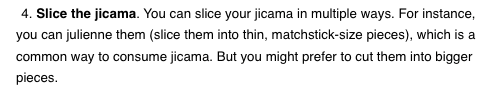 4. Slice the jicama. You can slice your jicama in multiple ways. For instance,
you can julienne them (slice them into thin, matchstick-size pieces), which is a
common way to consume jicama. But you might prefer to cut them into bigger
pieces.